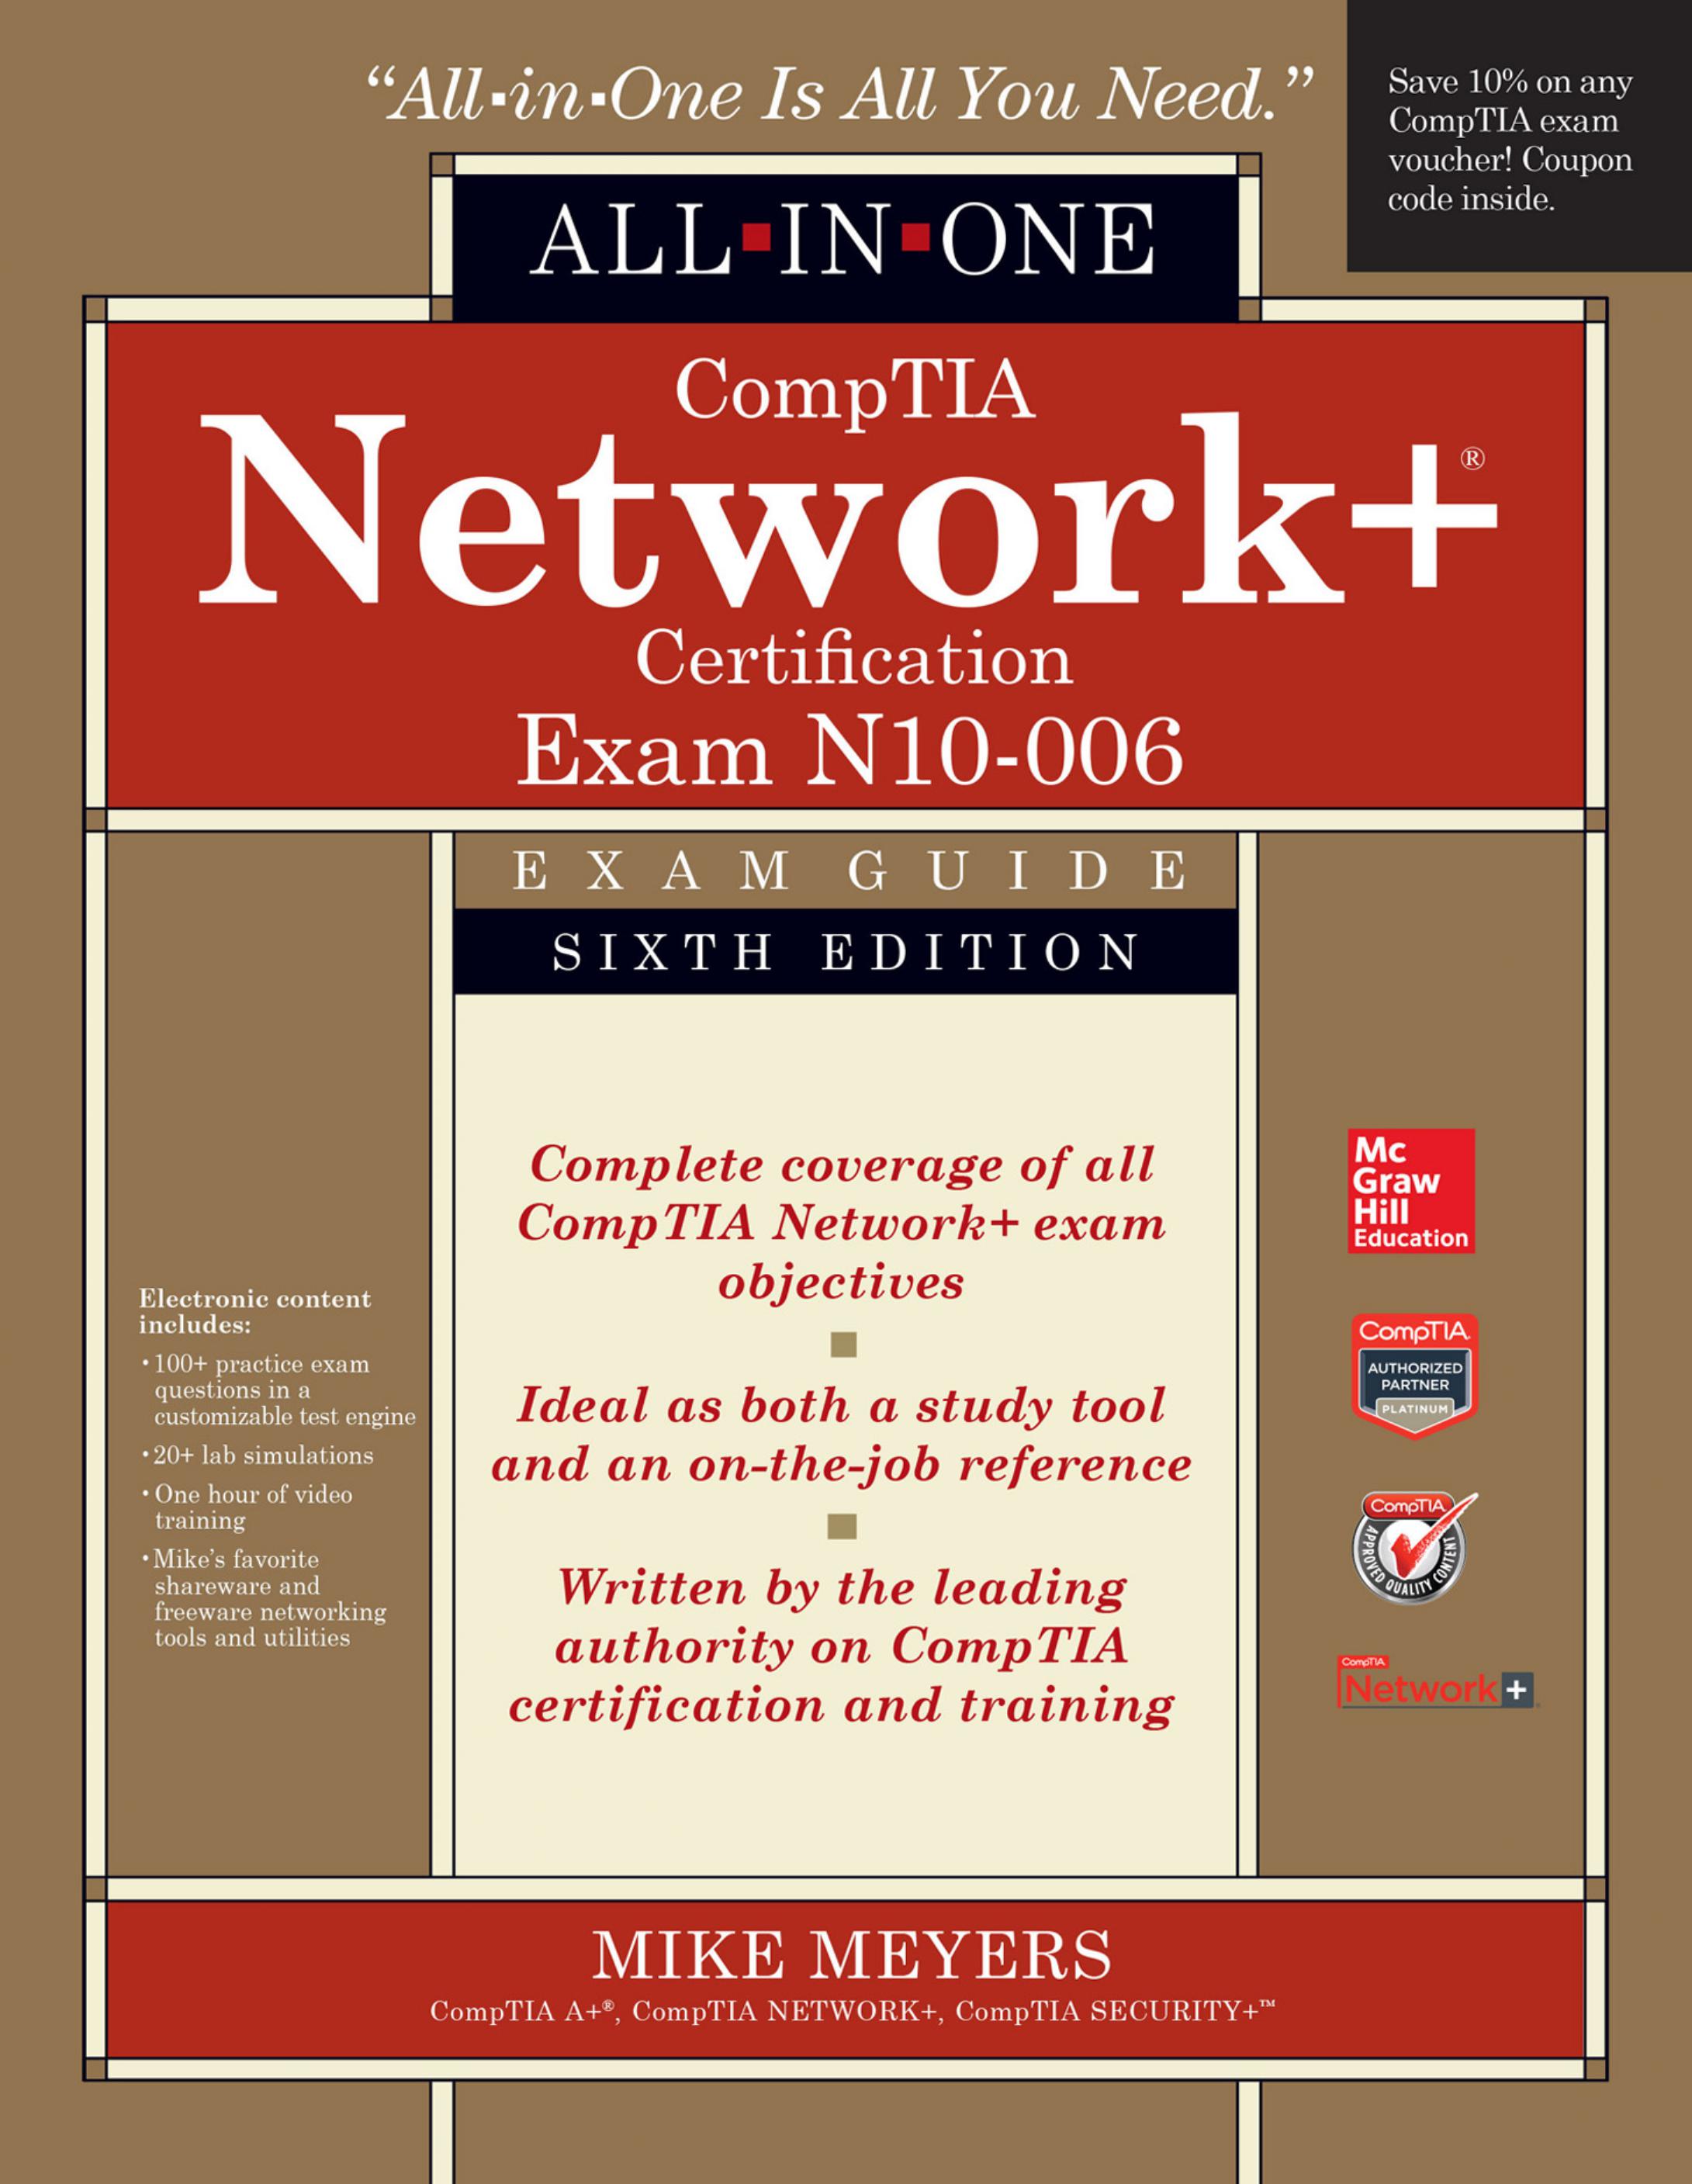 “All-in-One Is All You Need.”
Save 10% on any
CompTIA exam
voucher! Coupon
code inside.
ALL-IN-ONE
CompTIA
Network+®
Certification
Exam N10-006
EXAM GUIDE
SIXTH EDITION
Complete coverage of all
CompTIA Network+ exam
objectives
Ideal as both a study tool
and an on-the-job reference
Written by the leading
authority on CompTIA
certification and training
Electronic content
includes:
• 100+ practice exam
questions in a
customizable test engine
• 20+ lab simulations
• One hour of video
training
• Mike’s favorite
shareware and
freeware networking
tools and utilities
Mc
Graw
Hill
Education
CompTIA.
AUTHORIZED
PARTNER
PLATINUM
CompTIA
APPROVED QUALITY CONTENT
CompTIA
Network+
MIKE MEYERS
CompTIA A+®, CompTIA NETWORK+, CompTIA SECURITY+™